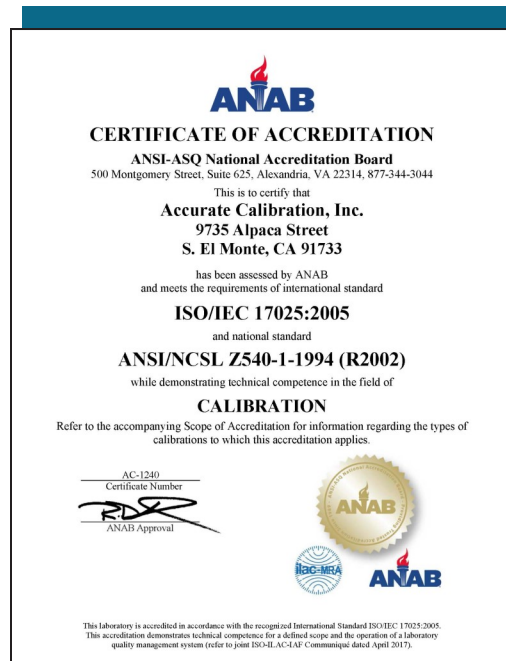 ANAB
CERTIFICATE OF ACCREDITATION
ANSI-ASQ National Accreditation Board
500 Montgomery Street, Suite 625, Alexandria, VA 22314, 877-344-3044
This is to certify that
Accurate Calibration, Inc.
9735 Alpaca Street
S. El Monte, CA 91733
has been assessed by ANAB
and meets the requirements of international standard
ISO/IEC 17025:2005
and national standard
ANSI/NCSL Z540-1-1994 (R2002)
while demonstrating technical competence in the field of
CALIBRATION
Refer to the accompanying Scope of Accreditation for information regarding the types of
calibrations to which this accreditation applies.
AC-1240
Certificate Number
ANAB Approval
ANAB
ilac-MRA
ANAB
This laboratory is accredited in accordance with the recognized International Standard ISO/IEC 17025:2005.
This accreditation demonstrates technical competence for a defined scope and the operation of a laboratory
quality management system (refer to joint ISO-ILAC-IAF Communiqué dated April 2017).